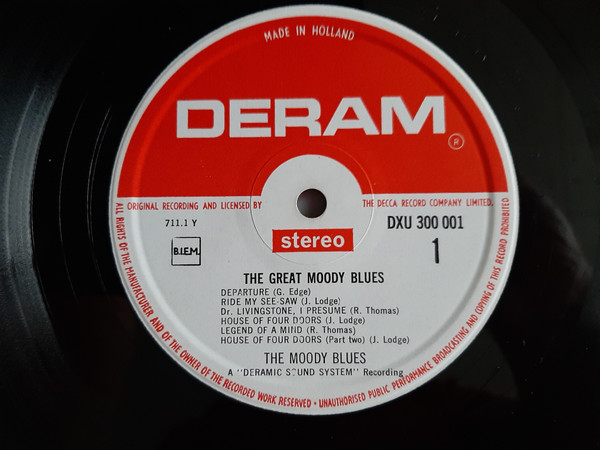 MADE IN HOLLAND
DERAM
®
ORIGINAL RECORDING AND LICENSED BY THE DECCA RECORD COMPANY LIMITED.
711.1 Y
DXU 300 001
B.I.E.M.
stereo
1
THE GREAT MOODY BLUES
DEPARTURE (G. Edge)
RIDE MY SEE-SAW (J. Lodge)
Dr. LIVINGSTONE, I PRESUME (R. Thomas)
HOUSE OF FOUR DOORS (J. Lodge)
LEGEND OF A MIND (R. Thomas)
HOUSE OF FOUR DOORS (Part two) (J. Lodge)
THE MOODY BLUES
A "DERAMIC SOUND SYSTEM" Recording
ALL RIGHTS OF THE MANUFACTURER AND OF THE OWNER OF THE RECORDED WORK RESERVED - UNAUTHORISED PUBLIC PERFORMANCE BROADCASTING AND COPYING OF THIS RECORD PROHIBITED